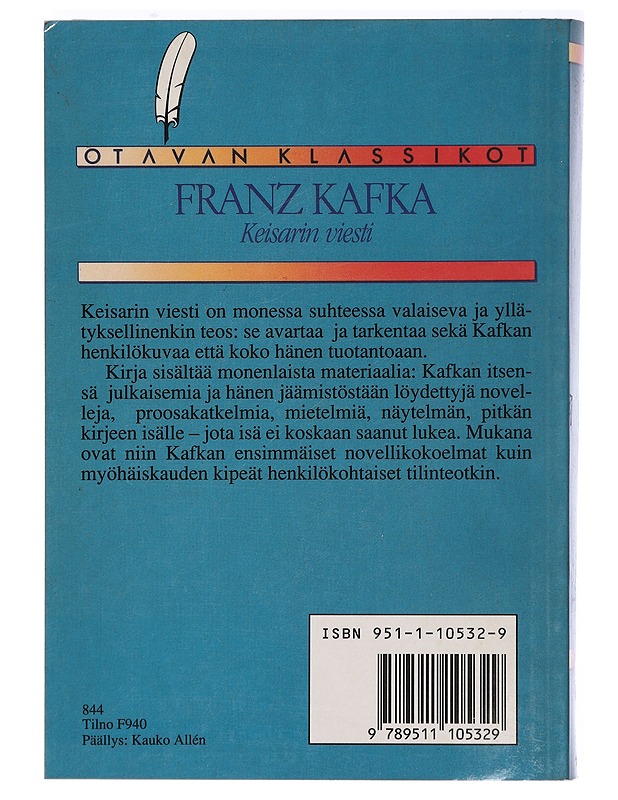 OTAVAN KLASSIKOT
FRANZ KAFKA
Keisarin viesti
Keisarin viesti on monessa suhteessa valaiseva ja yllä-
tyksellinenkin teos: se avartaa ja tarkentaa sekä Kafkan
henkilökuvaa että koko hänen tuotantoaan.
Kirja sisältää monenlaista materiaalia: Kafkan itsen-
sä julkaisemia ja hänen jäämistöstään löydettyjä novel-
leja, proosakatkelmia, mietelmiä, näytelmän, pitkän
kirjeen isälle – jota isä ei koskaan saanut lukea. Mukana
ovat niin Kafkan ensimmäiset novellikokoelmat kuin
myöhäiskauden kipeät henkilökohtaiset tilinteotkin.
ISBN 951-1-10532-9
9 789511 105329
844
Tilno F940
Päällys: Kauko Allén